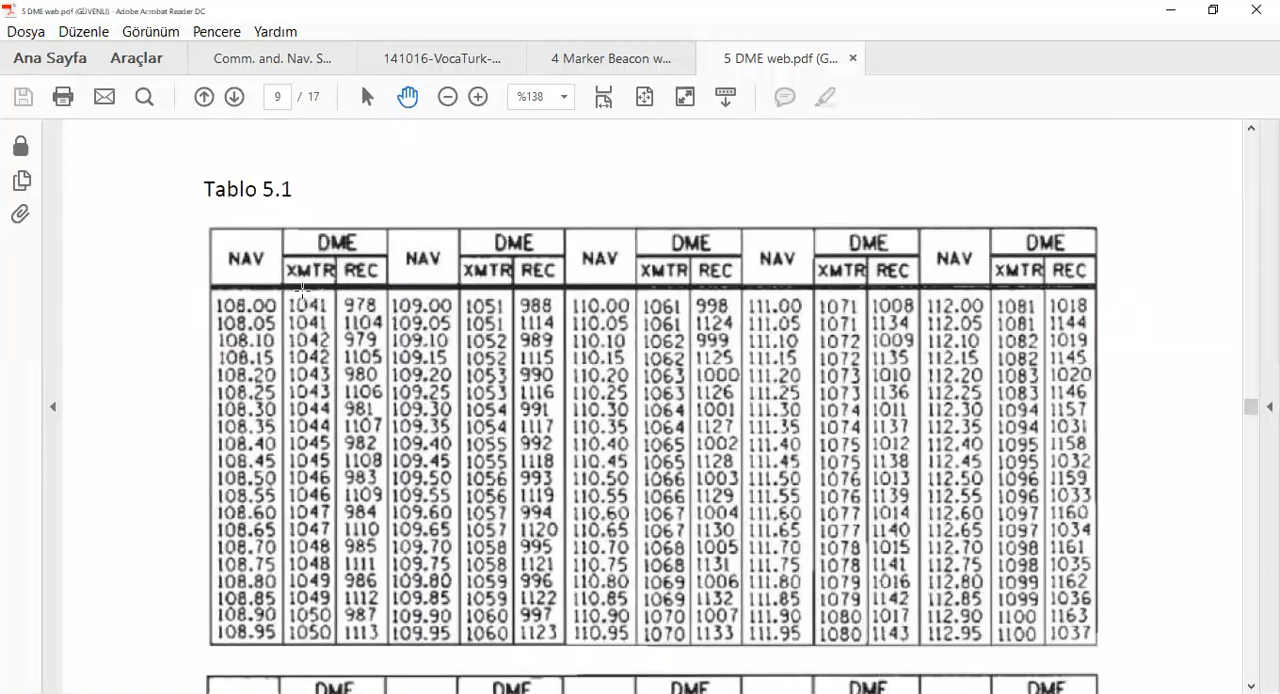 5 DME web.pdf (GÜVENLİ) - Adobe Acrobat Reader DC
Dosya Düzenle Görünüm Pencere Yardım
Ana Sayfa Araçlar Comm. and Nav. S... 141016-VocaTurk-... 4 Marker Beacon w... 5 DME web.pdf (G... ×
9 / 17 %138
Tablo 5.1
NAV DME NAV DME NAV DME NAV DME NAV DME
XMTR REC XMTR REC XMTR REC XMTR REC XMTR REC
108.00 1041 978 109.00 1051 988 110.00 1061 998 111.00 1071 1008 112.00 1081 1018
108.05 1041 1104 109.05 1051 1114 110.05 1061 1124 111.05 1071 1134 112.05 1081 1144
108.10 1042 979 109.10 1052 989 110.10 1062 999 111.10 1072 1009 112.10 1082 1019
108.15 1042 1105 109.15 1052 1115 110.15 1062 1125 111.15 1072 1135 112.15 1082 1145
108.20 1043 980 109.20 1053 990 110.20 1063 1000 111.20 1073 1010 112.20 1083 1020
108.25 1043 1106 109.25 1053 1116 110.25 1063 1126 111.25 1073 1136 112.25 1083 1146
108.30 1044 981 109.30 1054 991 110.30 1064 1001 111.30 1074 1011 112.30 1094 1157
108.35 1044 1107 109.35 1054 1117 110.35 1064 1127 111.35 1074 1137 112.35 1094 1031
108.40 1045 982 109.40 1055 992 110.40 1065 1002 111.40 1075 1012 112.40 1095 1158
108.45 1045 1108 109.45 1055 1118 110.45 1065 1128 111.45 1075 1138 112.45 1095 1032
108.50 1046 983 109.50 1056 993 110.50 1066 1003 111.50 1076 1013 112.50 1096 1159
108.55 1046 1109 109.55 1056 1119 110.55 1066 1129 111.55 1076 1139 112.55 1096 1033
108.60 1047 984 109.60 1057 994 110.60 1067 1004 111.60 1077 1014 112.60 1097 1160
108.65 1047 1110 109.65 1057 1120 110.65 1067 1130 111.65 1077 1140 112.65 1097 1034
108.70 1048 985 109.70 1058 995 110.70 1068 1005 111.70 1078 1015 112.70 1098 1161
108.75 1048 1111 109.75 1058 1121 110.75 1068 1131 111.75 1078 1141 112.75 1098 1035
108.80 1049 986 109.80 1059 996 110.80 1069 1006 111.80 1079 1016 112.80 1099 1162
108.85 1049 1112 109.85 1059 1122 110.85 1069 1132 111.85 1079 1142 112.85 1099 1036
108.90 1050 987 109.90 1060 997 110.90 1070 1007 111.90 1080 1017 112.90 1100 1163
108.95 1050 1113 109.95 1060 1123 110.95 1070 1133 111.95 1080 1143 112.95 1100 1037
DME DME DME DME DME